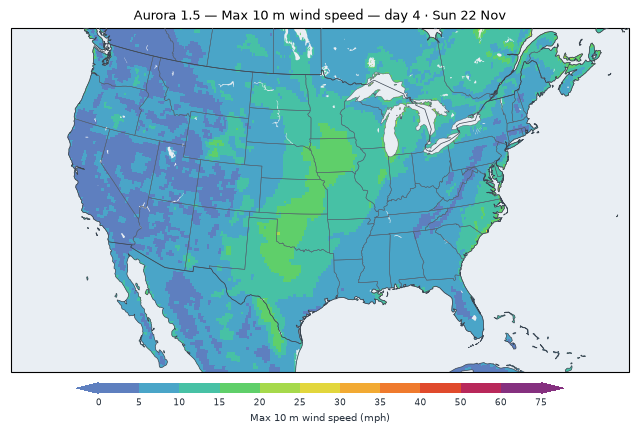 Aurora 1.5 — Max 10 m wind speed — day 4 · Sun 22 Nov
0 5 10 15 20 25 30 35 40 50 60 75
Max 10 m wind speed (mph)